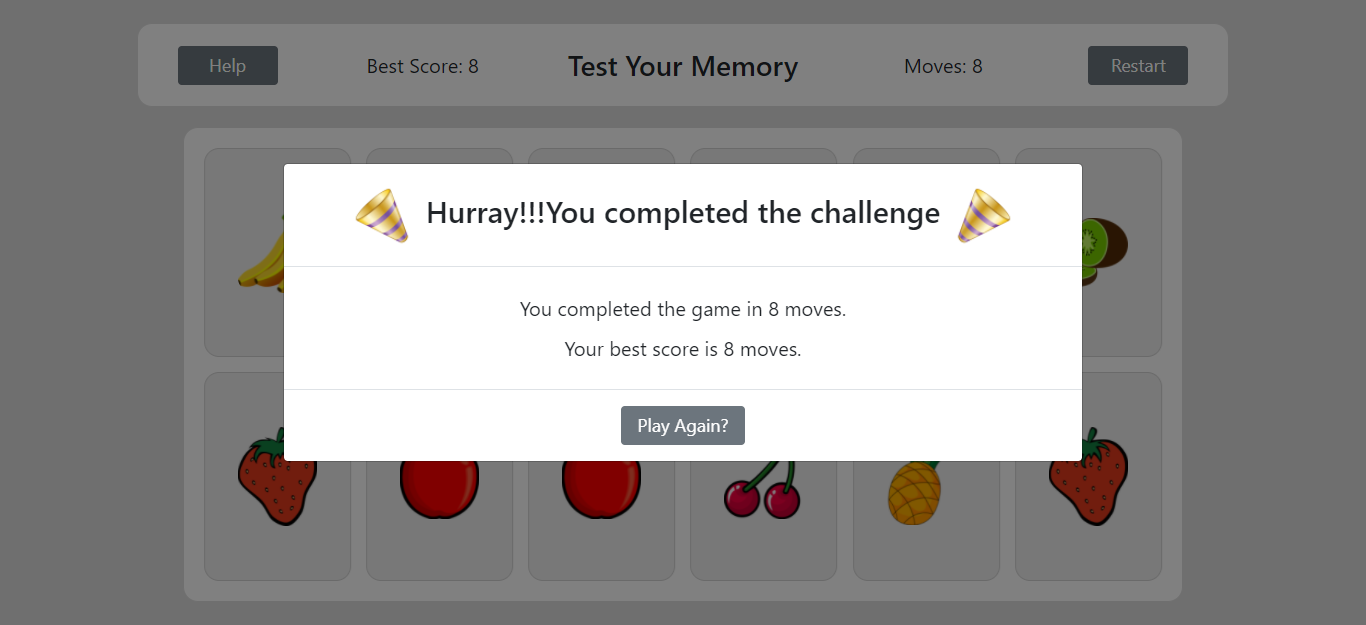 Help
Best Score: 8
Test Your Memory
Moves: 8
Restart
Hurray!!!You completed the challenge
You completed the game in 8 moves.
Your best score is 8 moves.
Play Again?